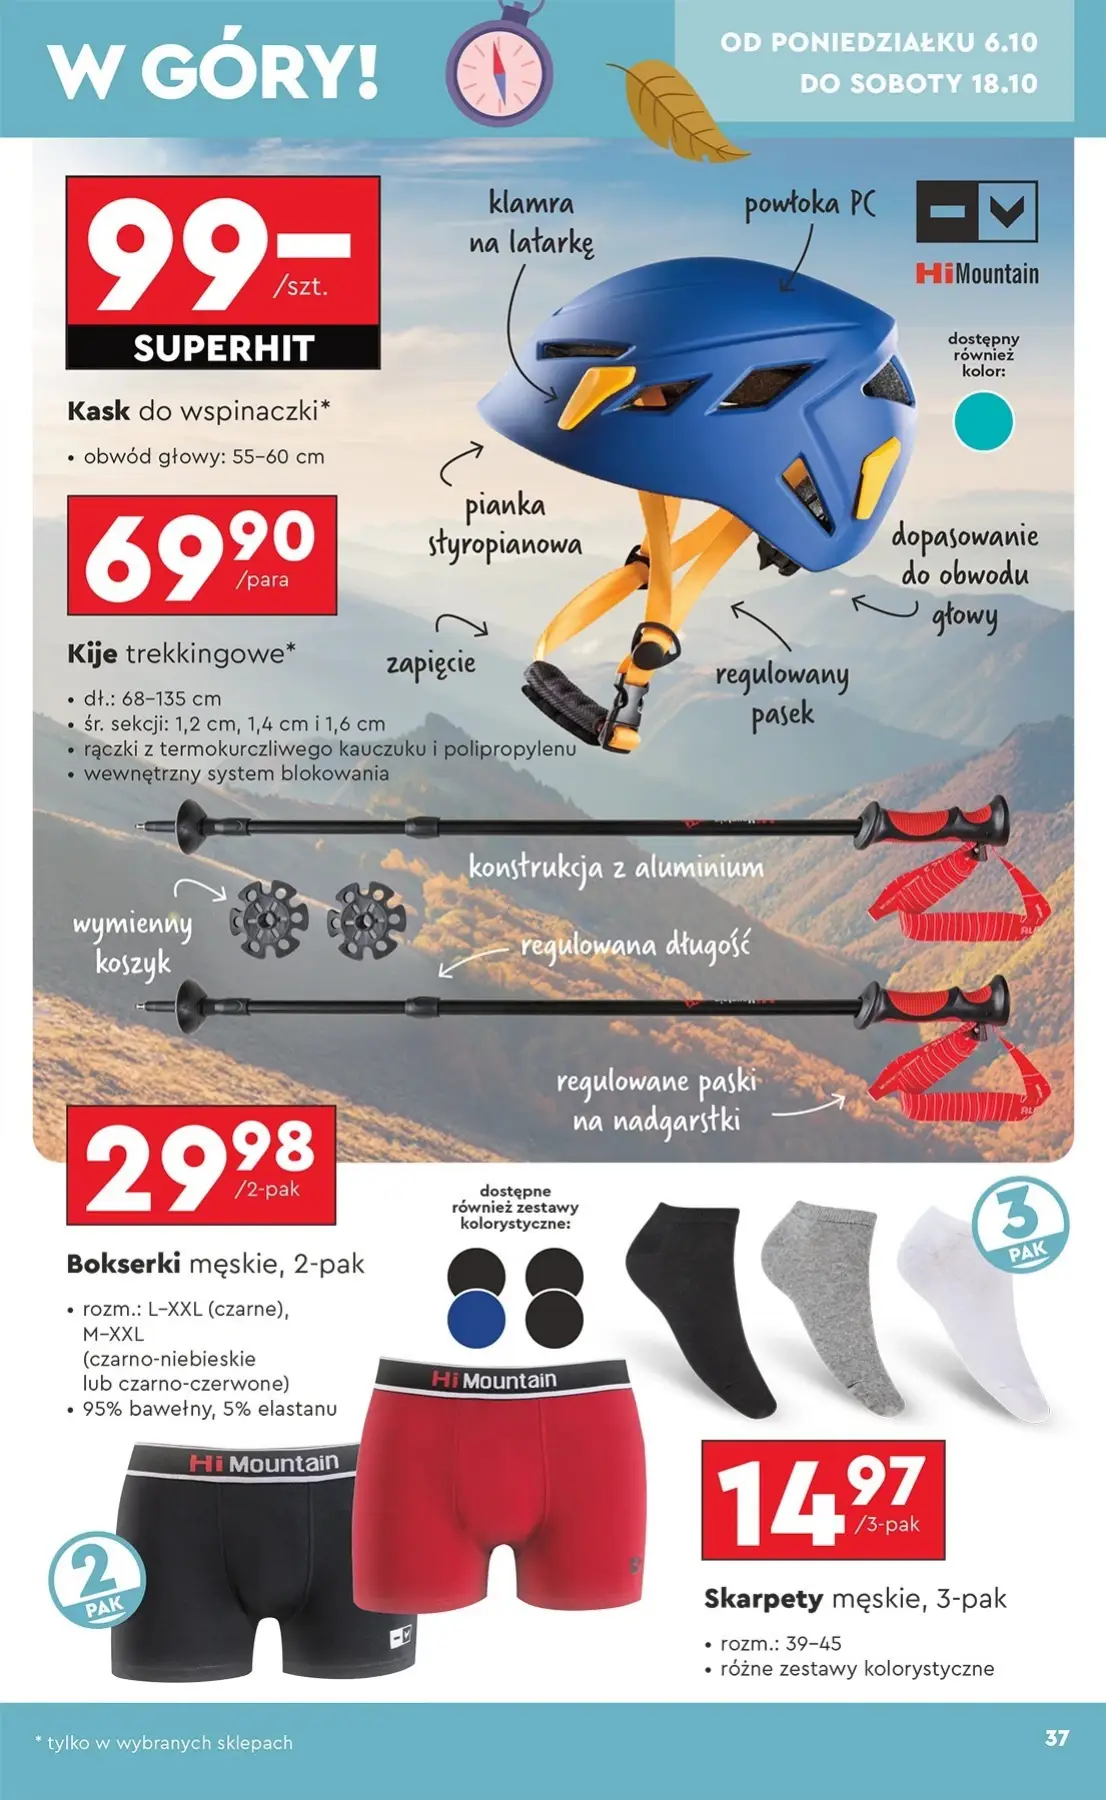 W GÓRY!
OD PONIEDZIAŁKU 6.10
DO SOBOTY 18.10
99–
/szt.
SUPERHIT
Kask do wspinaczki*
• obwód głowy: 55–60 cm
klamra
na latarkę
powłoka PC
HiMountain
dostępny
również
kolor:
pianka
styropianowa
dopasowanie
do obwodu
głowy
zapięcie
regulowany
pasek
69 90
/para
Kije trekkingowe*
• dł.: 68–135 cm
• śr. sekcji: 1,2 cm, 1,4 cm i 1,6 cm
• rączki z termokurczliwego kauczuku i polipropylenu
• wewnętrzny system blokowania
konstrukcja z aluminium
wymienny
koszyk
regulowana długość
regulowane paski
na nadgarstki
29 98
/2-pak
Bokserki męskie, 2-pak
• rozm.: L–XXL (czarne),
M–XXL
(czarno-niebieskie
lub czarno-czerwone)
• 95% bawełny, 5% elastanu
dostępne
również zestawy
kolorystyczne:
Hi Mountain
Hi Mountain
2
PAK
3
PAK
14 97
/3-pak
Skarpety męskie, 3-pak
• rozm.: 39–45
• różne zestawy kolorystyczne
* tylko w wybranych sklepach
37